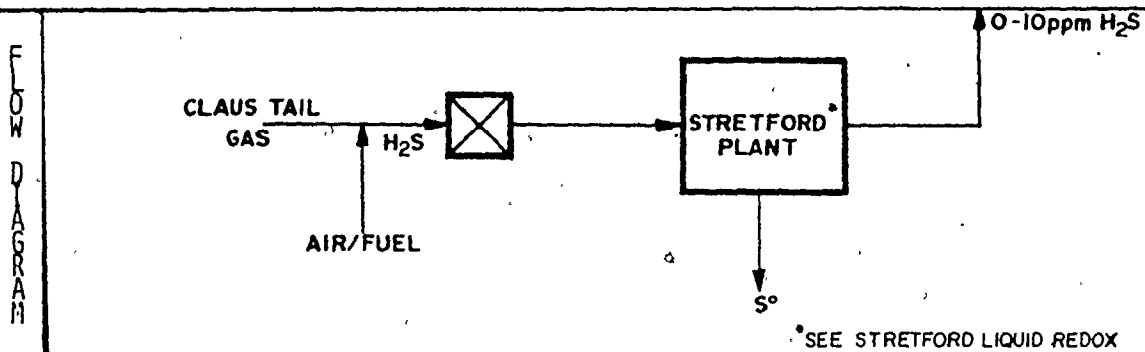 FLOW DIAGRAM
0-10ppm H₂S
CLAUS TAIL
GAS
H₂S
STRETFORD*
PLANT
AIR/FUEL
S°
*SEE STRETFORD LIQUID REDOX